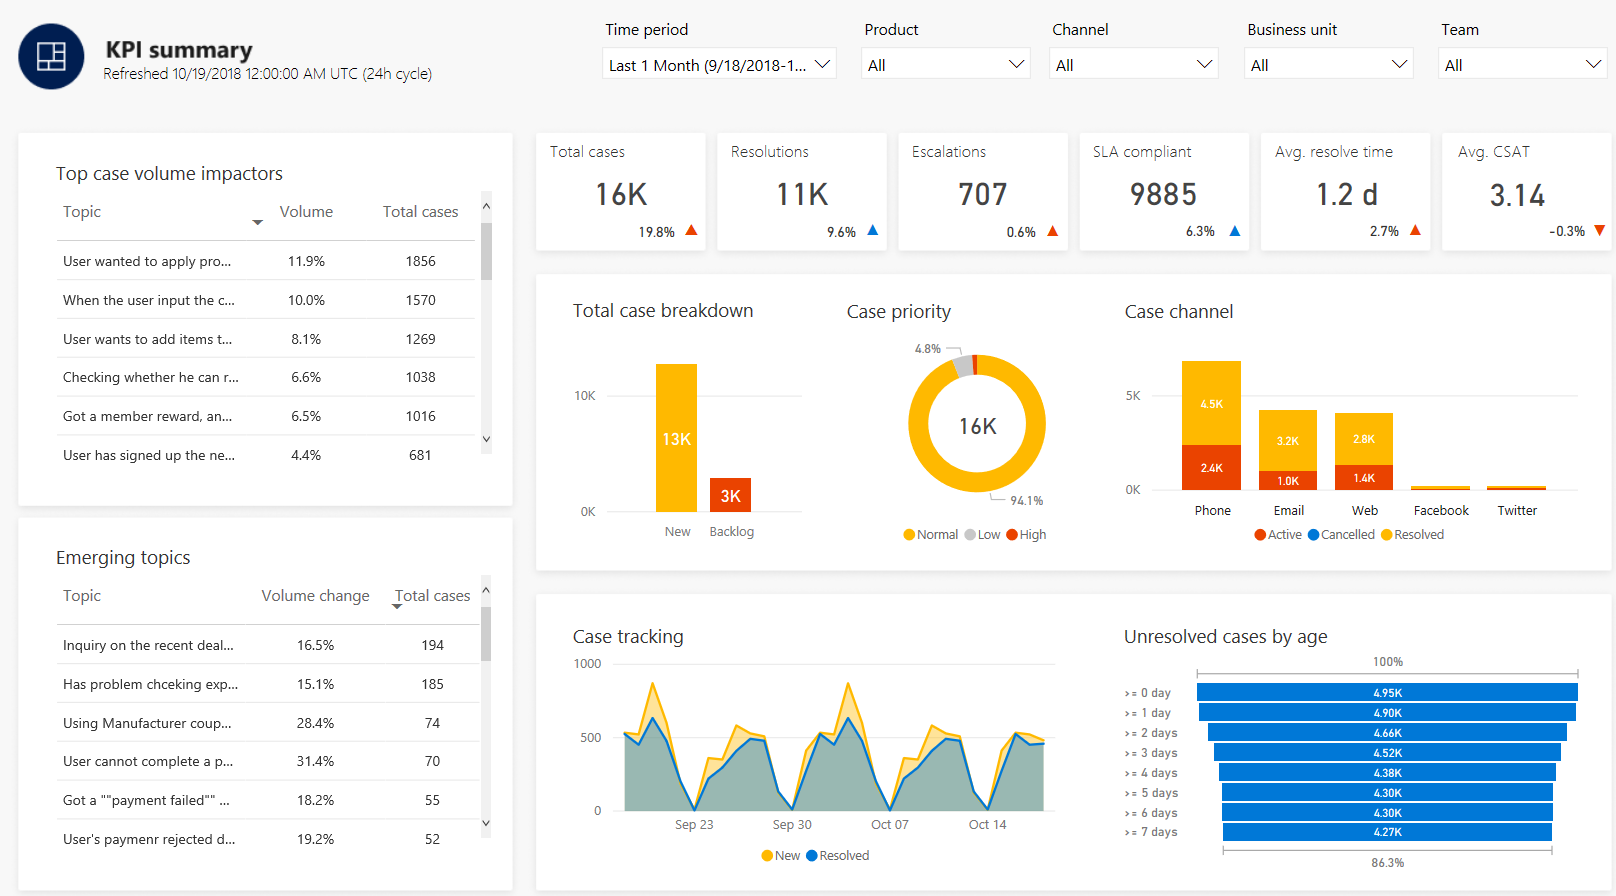 KPI summary
Refreshed 10/19/2018 12:00:00 AM UTC (24h cycle)
Time period
Last 1 Month (9/18/2018-1...
Product
All
Channel
All
Business unit
All
Team
All
Top case volume impactors
Topic Volume Total cases
User wanted to apply pro... 11.9% 1856
When the user input the c... 10.0% 1570
User wants to add items t... 8.1% 1269
Checking whether he can r... 6.6% 1038
Got a member reward, an... 6.5% 1016
User has signed up the ne... 4.4% 681
Emerging topics
Topic Volume change Total cases
Inquiry on the recent deal... 16.5% 194
Has problem chceking exp... 15.1% 185
Using Manufacturer coup... 28.4% 74
User cannot complete a p... 31.4% 70
Got a ""payment failed"" ... 18.2% 55
User's paymenr rejected d... 19.2% 52
Total cases
16K
19.8%
Resolutions
11K
9.6%
Escalations
707
0.6%
SLA compliant
9885
6.3%
Avg. resolve time
1.2 d
2.7%
Avg. CSAT
3.14
-0.3%
Total case breakdown
10K
0K
13K
3K
New Backlog
Case priority
4.8%
16K
94.1%
Normal Low High
Case channel
5K
0K
4.5K
2.4K
3.2K
1.0K
2.8K
1.4K
Phone Email Web Facebook Twitter
Active Cancelled Resolved
Case tracking
1000
500
0
Sep 23 Sep 30 Oct 07 Oct 14
New Resolved
Unresolved cases by age
100%
>= 0 day 4.95K
>= 1 day 4.90K
>= 2 days 4.66K
>= 3 days 4.52K
>= 4 days 4.38K
>= 5 days 4.30K
>= 6 days 4.30K
>= 7 days 4.27K
86.3%